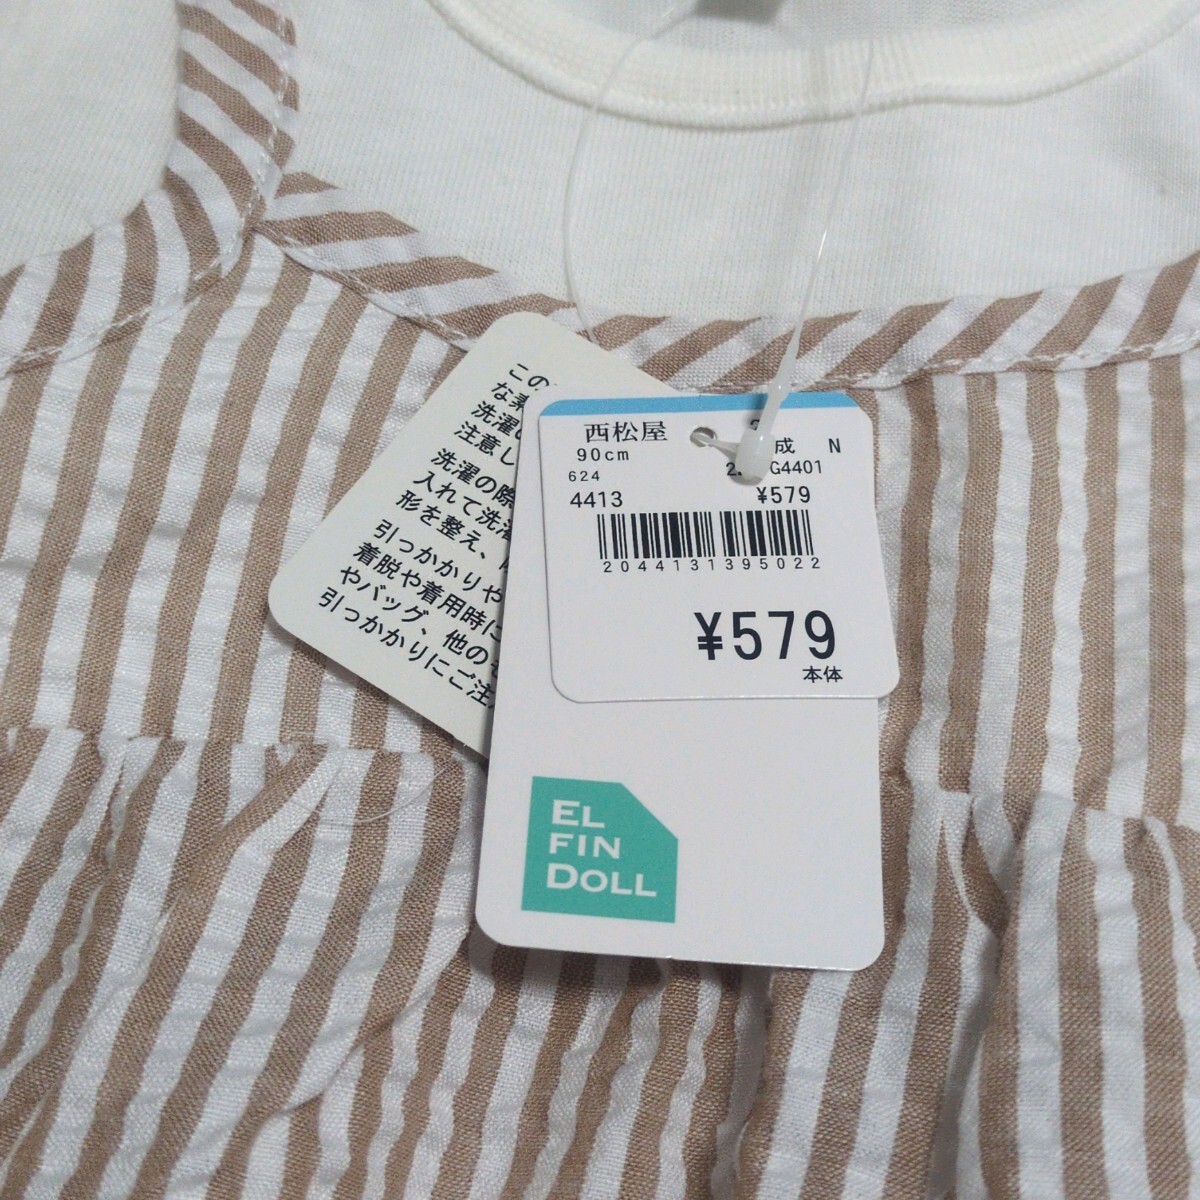 この
な素
洗濯
注意し
洗濯の際
入れて洗濯
形を整え、
引っかかりや
着脱や着用時に
やバッグ、他の
引っかかりにご注
西松屋
成 N
90cm
G4401
624
4413 ¥579
2044131395022
¥579
本体
EL
FIN
DOLL